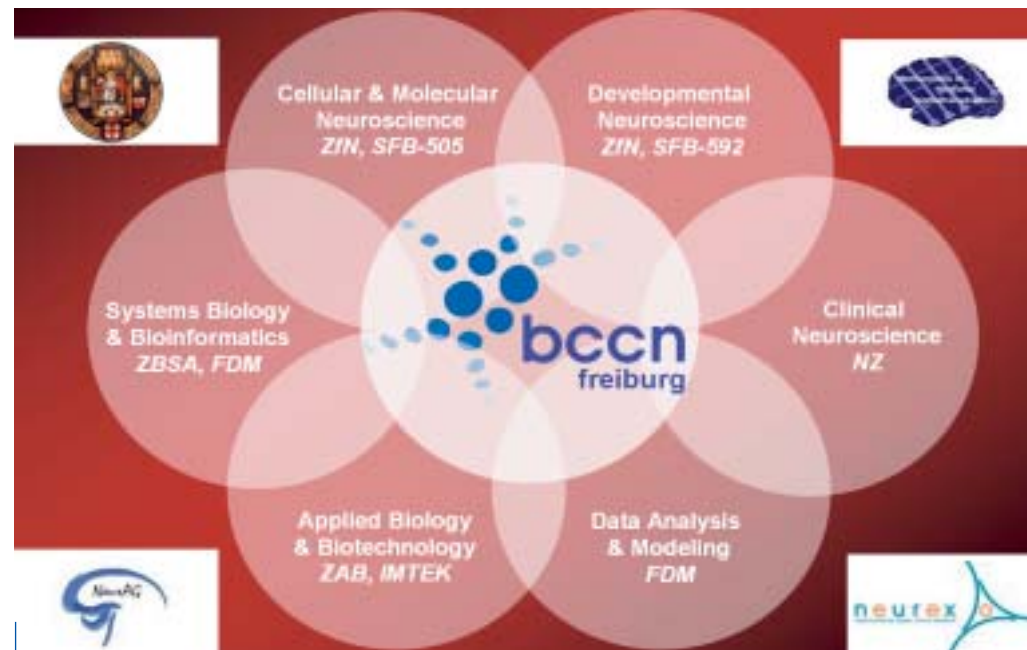 Cellular & Molecular
Neuroscience
ZfN, SFB-505
Developmental
Neuroscience
ZfN, SFB-592
Systems Biology
& Bioinformatics
ZBSA, FDM
bccn
freiburg
Clinical
Neuroscience
NZ
Applied Biology
& Biotechnology
ZAB, IMTEK
Data Analysis
& Modeling
FDM
NeuroAG
neurex